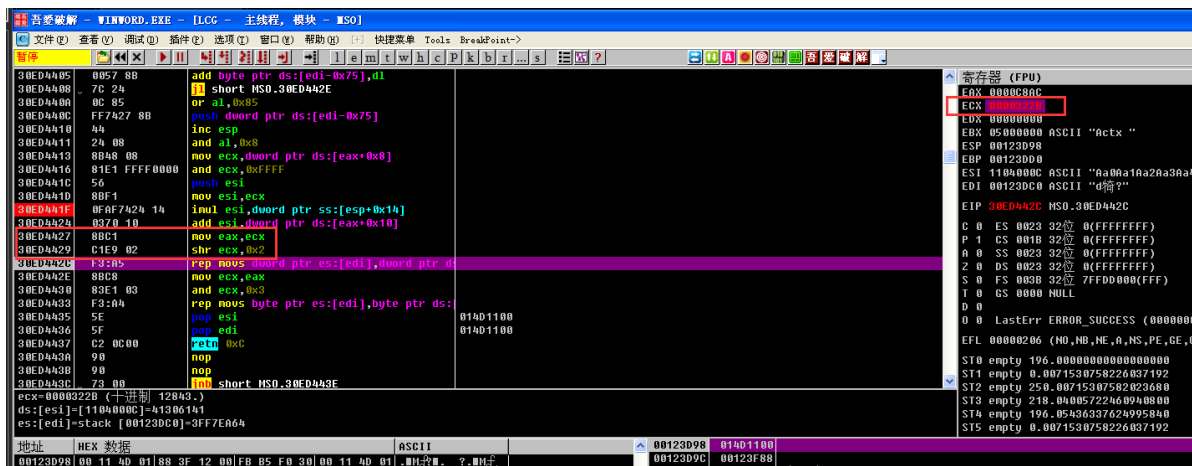 吾爱破解 - WINWORD.EXE - [LCG - 主线程, 模块 - MSO]
文件(F) 查看(V) 调试(D) 插件(P) 选项(T) 窗口(W) 帮助(H) [+] 快捷菜单 Tools BreakPoint->
暂停 l e m t w h c P k b r ... s ? 吾 爱 破 解
30ED4405 0057 8B add byte ptr ds:[edi-0x75],dl
30ED4408 7C 24 jl short MSO.30ED442E
30ED440A 0C 85 or al,0x85
30ED440C FF7427 8B push dword ptr ds:[edi-0x75]
30ED4410 44 inc esp
30ED4411 24 08 and al,0x8
30ED4413 8B48 08 mov ecx,dword ptr ds:[eax+0x8]
30ED4416 81E1 FFFF0000 and ecx,0xFFFF
30ED441C 56 push esi
30ED441D 8BF1 mov esi,ecx
30ED441F 0FAF7424 14 imul esi,dword ptr ss:[esp+0x14]
30ED4424 0370 10 add esi,dword ptr ds:[eax+0x10]
30ED4427 8BC1 mov eax,ecx
30ED4429 C1E9 02 shr ecx,0x2
30ED442C F3:A5 rep movs dword ptr es:[edi],dword ptr d
30ED442E 8BC8 mov ecx,eax
30ED4430 83E1 03 and ecx,0x3
30ED4433 F3:A4 rep movs byte ptr es:[edi],byte ptr ds:
30ED4435 5E pop esi 014D1100
30ED4436 5F pop edi 014D1100
30ED4437 C2 0C00 retn 0xC
30ED443A 90 nop
30ED443B 90 nop
30ED443C 73 00 jnb short MSO.30ED443E
ecx=0000322B (十进制 12843.)
ds:[esi]=[1104000C]=41306141
es:[edi]=stack [00123DC0]=3FF7EA64
地址 HEX 数据 ASCII
00123D98 00 11 4D 01 88 3F 12 00 FB B5 F0 30 00 11 4D 01
00123D98 014D1100
00123D9C 00123F88
寄存器 (FPU)
EAX 0000C8AC
ECX 0000322B
EDX 00000000
EBX 05000000 ASCII "Actx "
ESP 00123D98
EBP 00123DD0
ESI 1104000C ASCII "Aa0Aa1Aa2Aa3Aa4
EDI 00123DC0
EIP 30ED442C MSO.30ED442C
C 0 ES 0023 32位 0(FFFFFFFF)
P 1 CS 001B 32位 0(FFFFFFFF)
A 0 SS 0023 32位 0(FFFFFFFF)
Z 0 DS 0023 32位 0(FFFFFFFF)
S 0 FS 003B 32位 7FFDD000(FFF)
T 0 GS 0000 NULL
D 0
O 0 LastErr ERROR_SUCCESS (0000000
EFL 00000206 (NO,NB,NE,A,NS,PE,GE,G
ST0 empty 196.00000000000000000
ST1 empty 0.0071530758226037192
ST2 empty 250.00715307582023680
ST3 empty 218.04005722460940800
ST4 empty 196.05436337624995840
ST5 empty 0.0071530758226037192